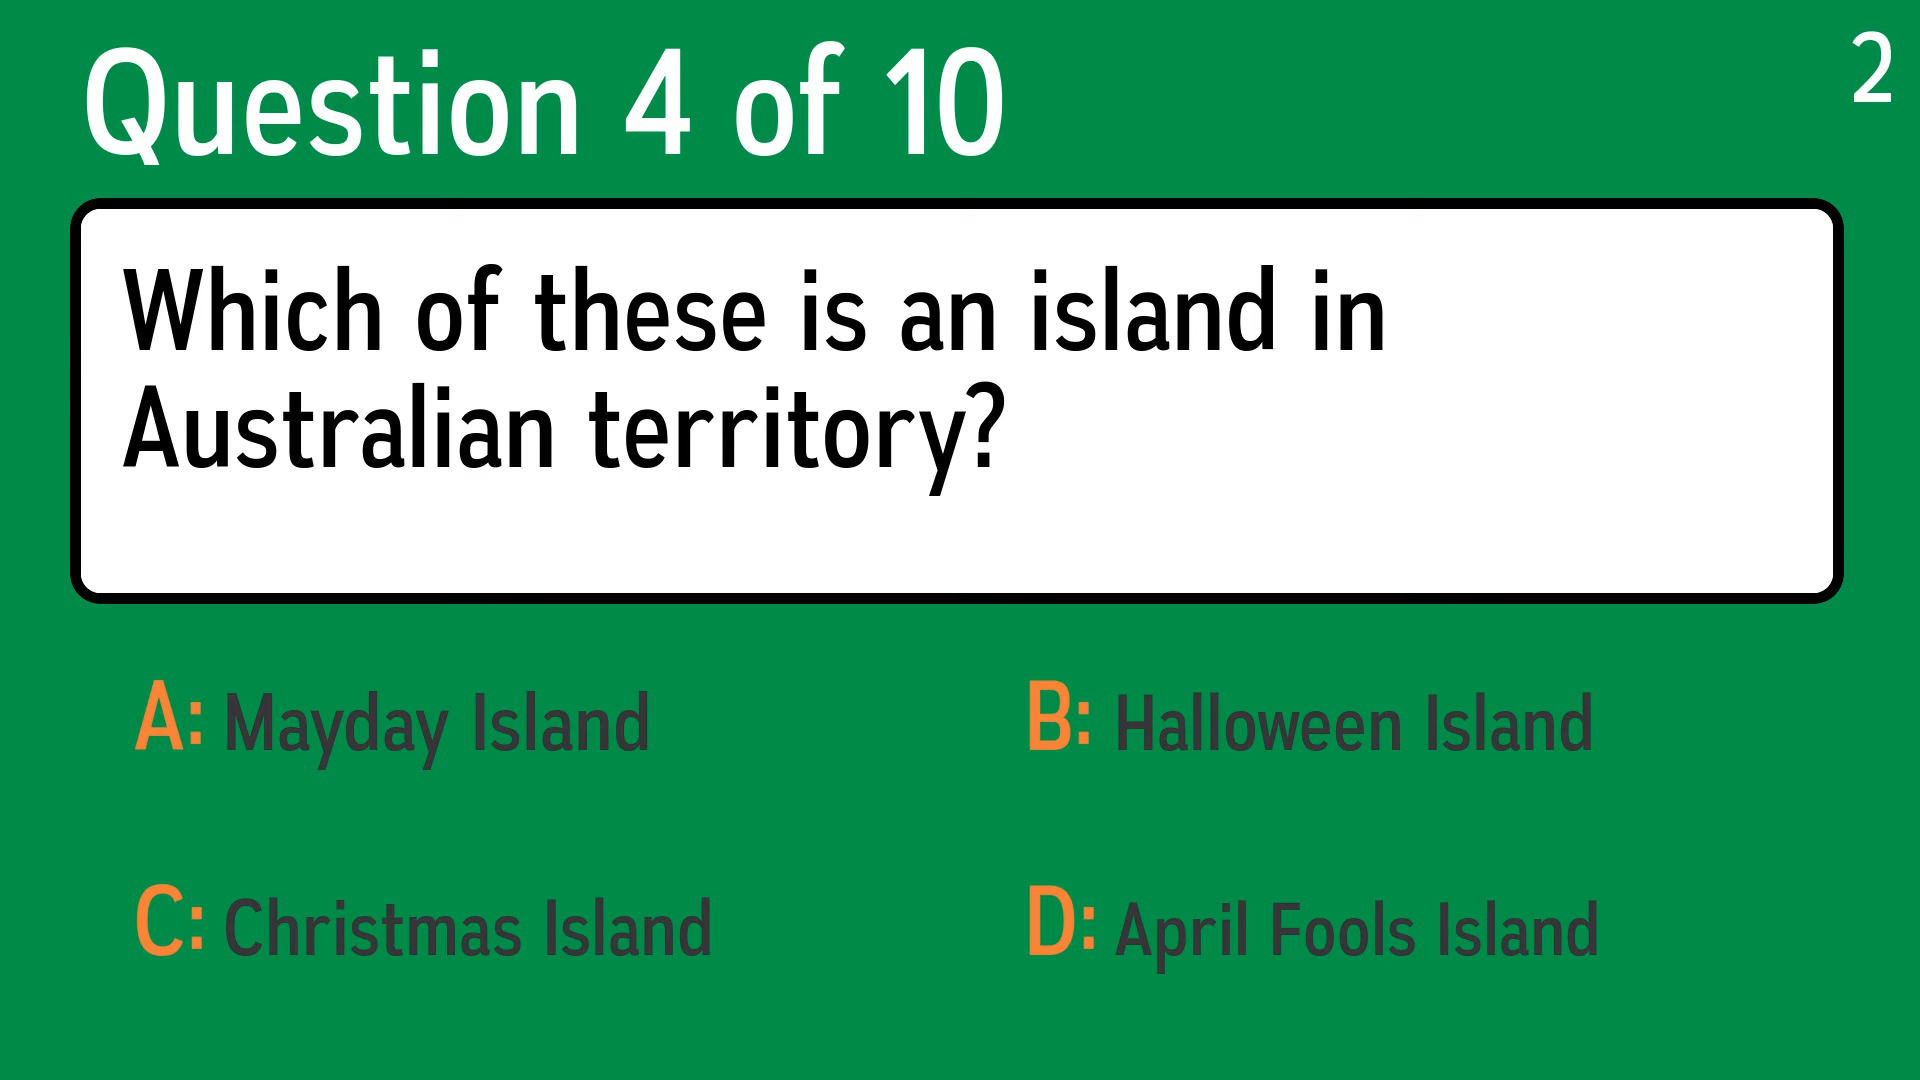 Question 4 of 10
2
Which of these is an island in
Australian territory?
A: Mayday Island
B: Halloween Island
C: Christmas Island
D: April Fools Island